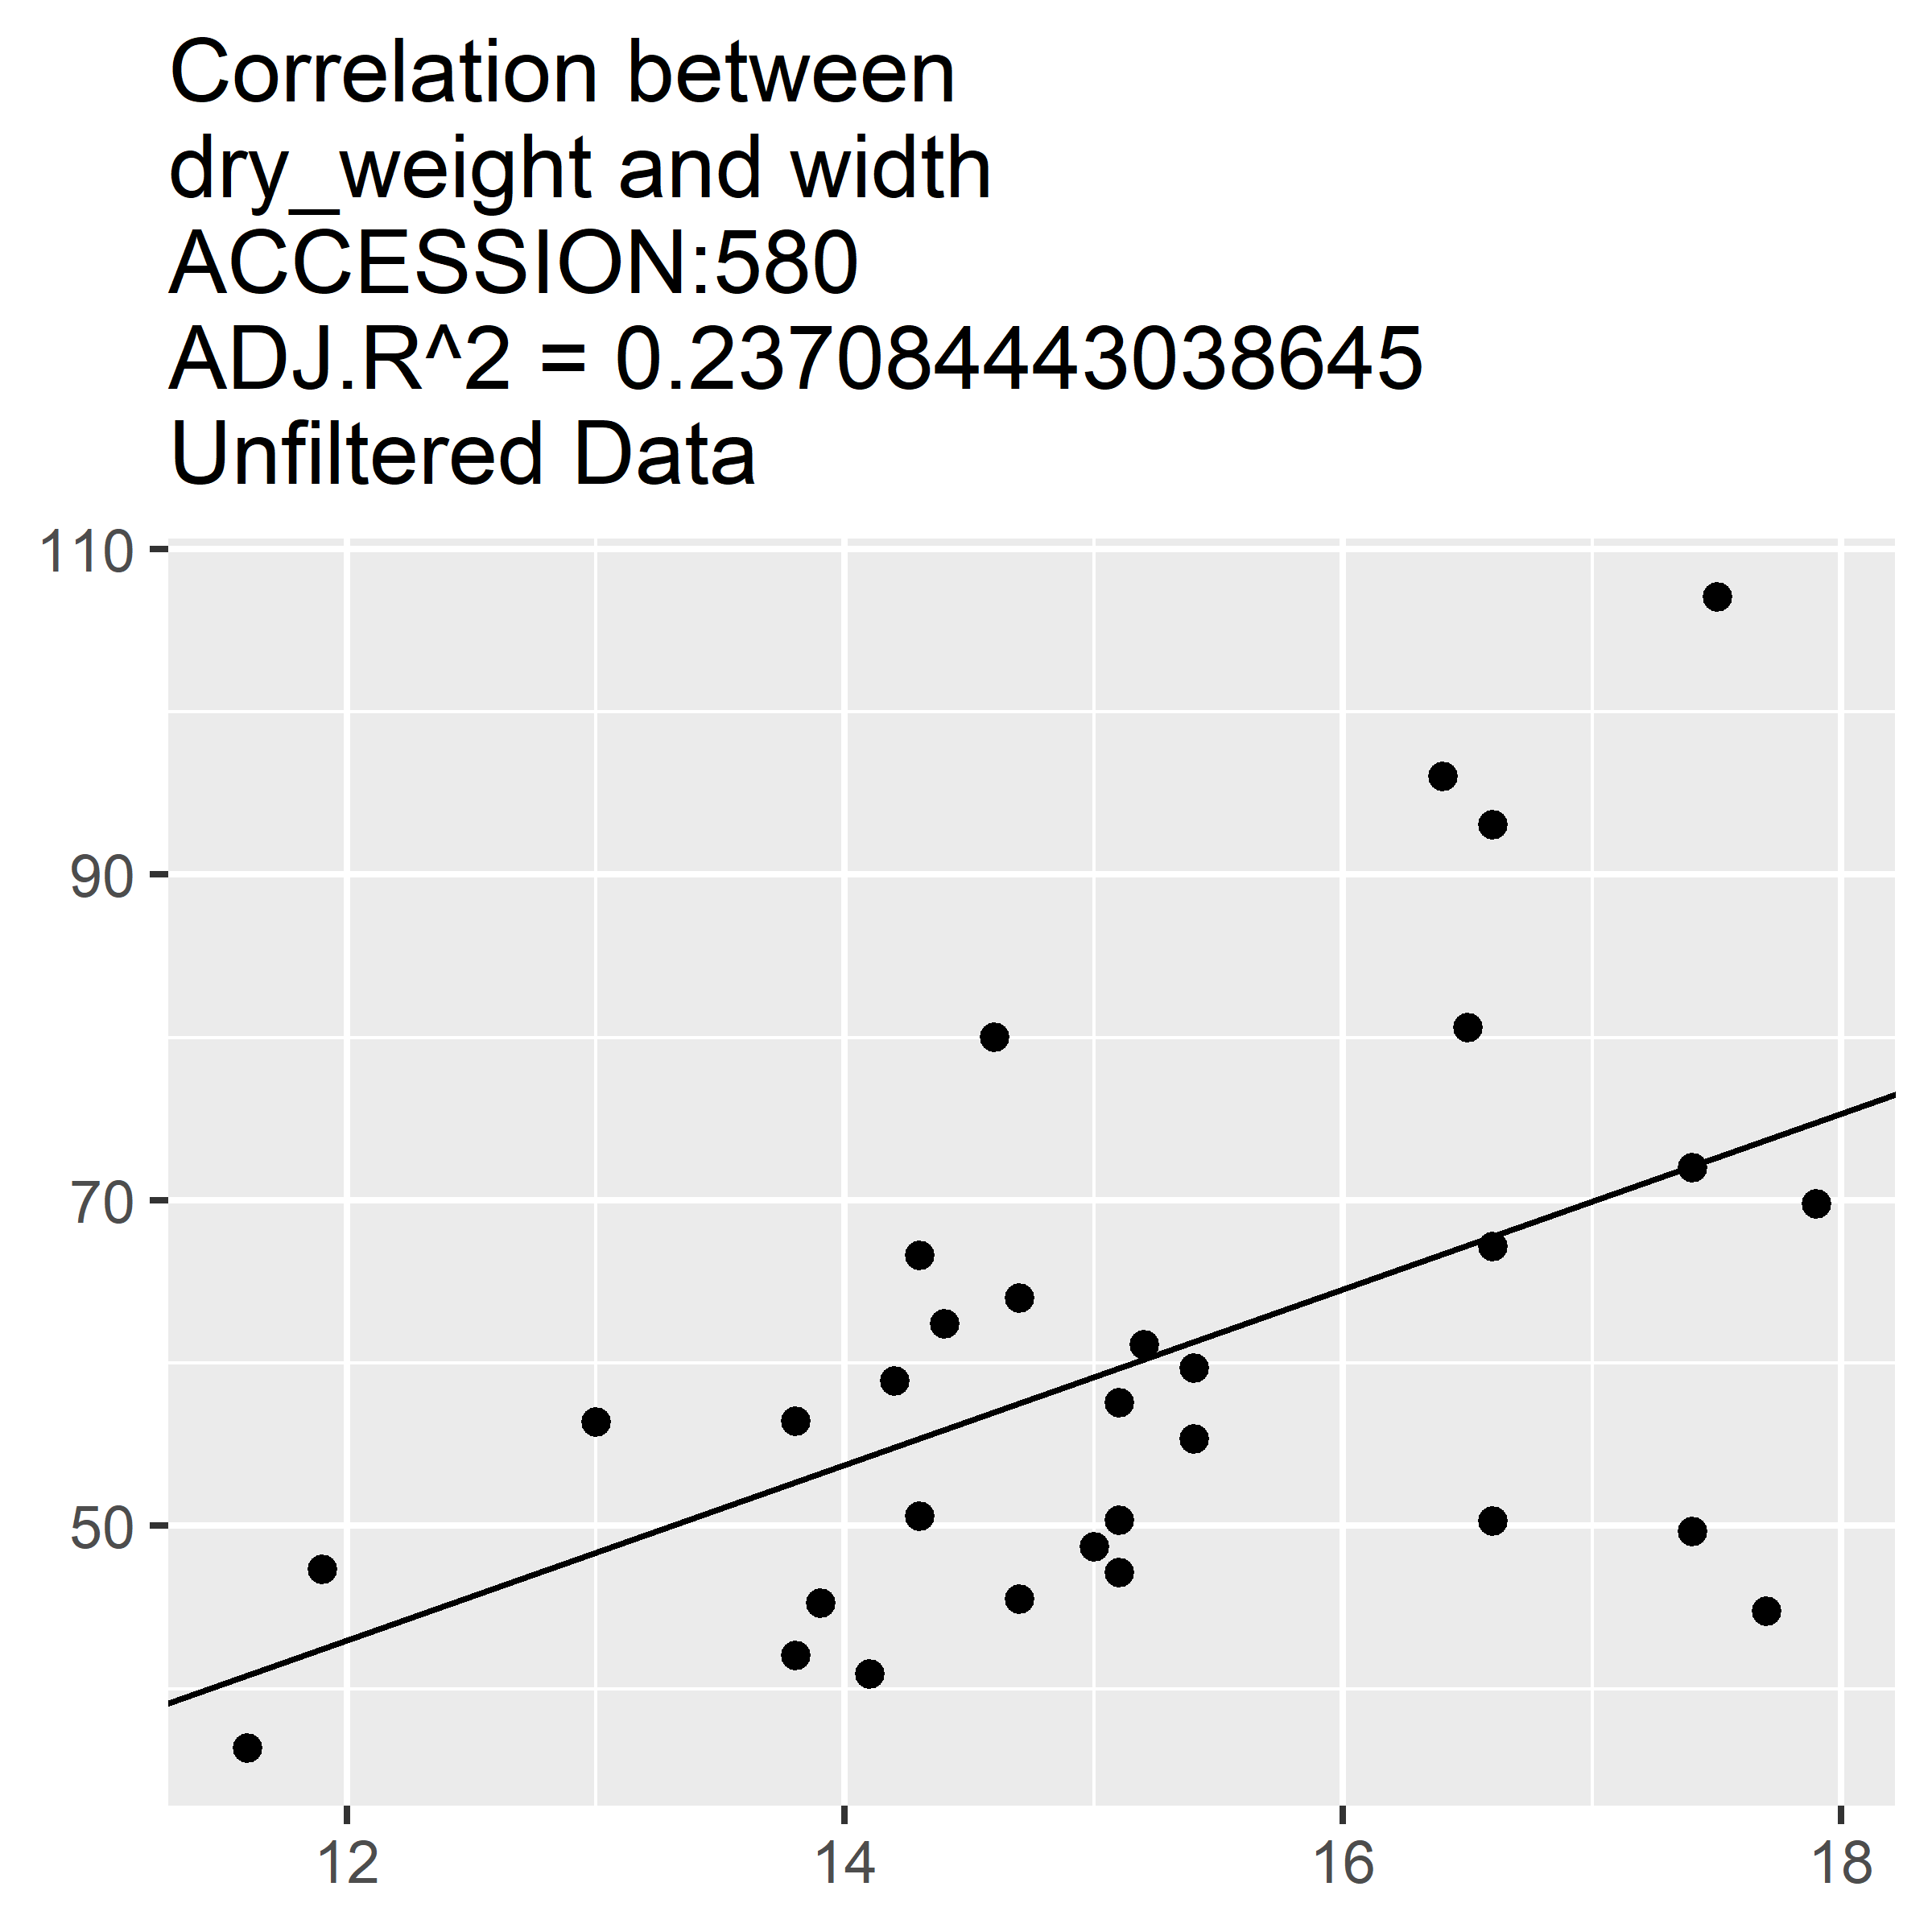 Correlation between
dry_weight and width
ACCESSION:580
ADJ.R^2 = 0.237084443038645
Unfiltered Data
110
90
70
50
12 14 16 18